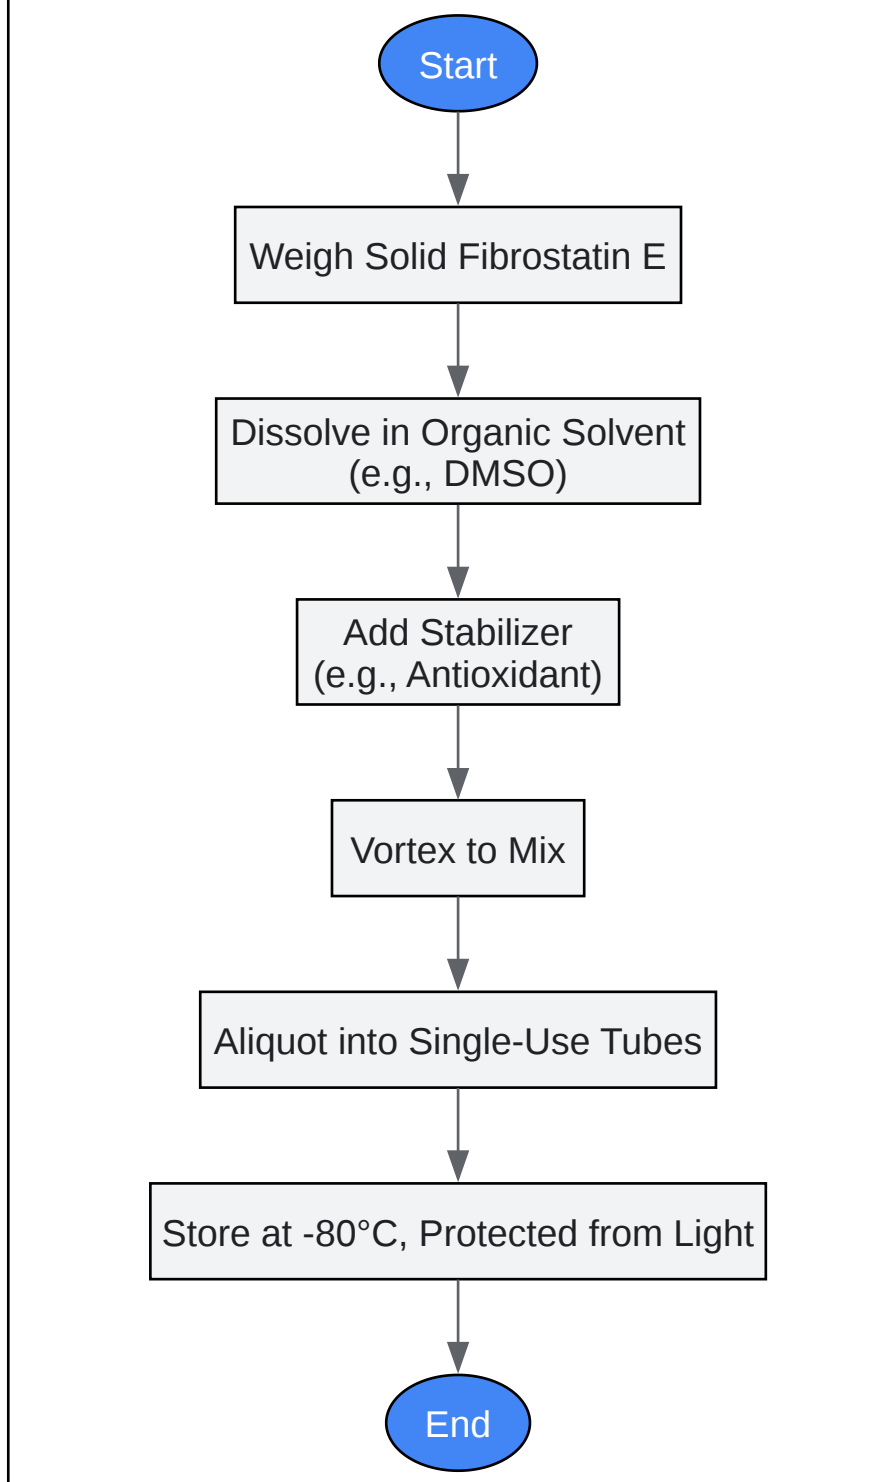 Start
Weigh Solid Fibrostatin E
Dissolve in Organic Solvent
(e.g., DMSO)
Add Stabilizer
(e.g., Antioxidant)
Vortex to Mix
Aliquot into Single-Use Tubes
Store at -80°C, Protected from Light
End